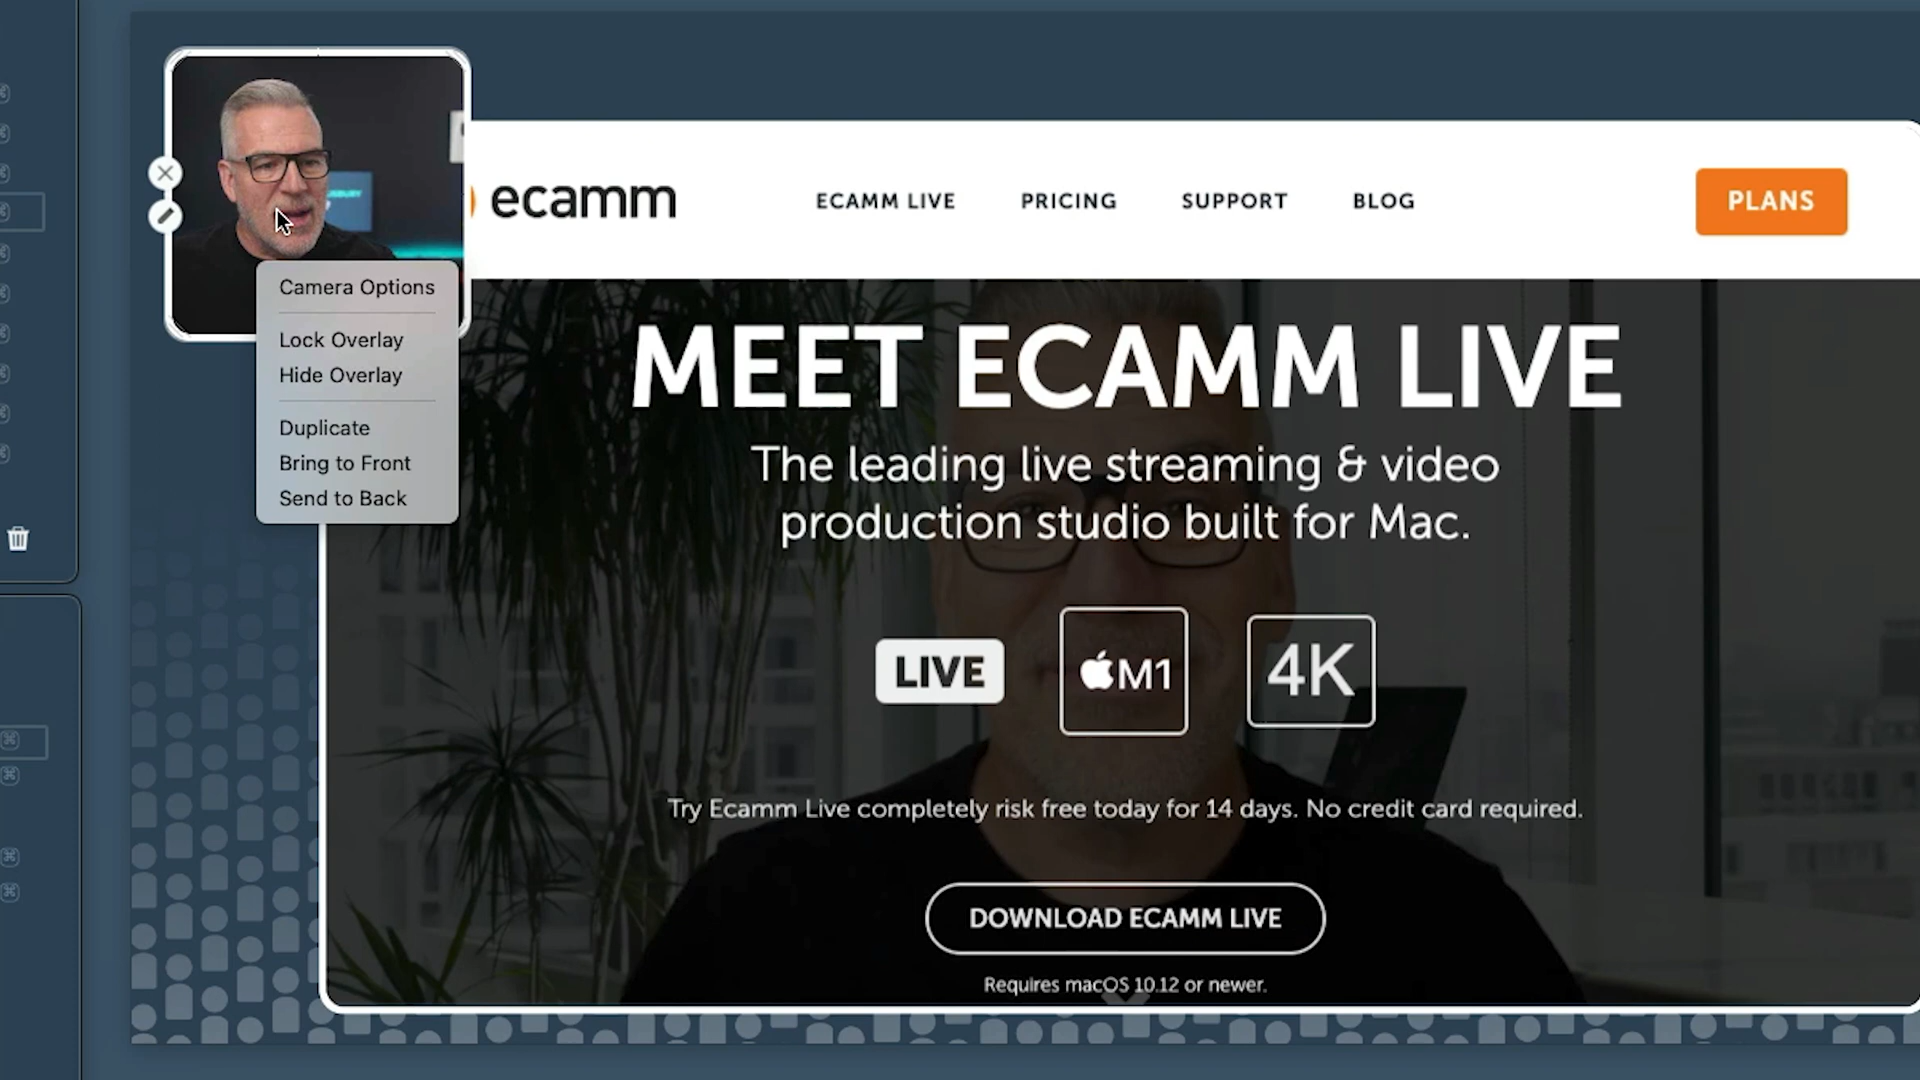 ecamm
ECAMM LIVE PRICING SUPPORT BLOG
PLANS
Camera Options
Lock Overlay
Hide Overlay
Duplicate
Bring to Front
Send to Back
MEET ECAMM LIVE
The leading live streaming & video
production studio built for Mac.
LIVE
M1
4K
Try Ecamm Live completely risk free today for 14 days. No credit card required.
DOWNLOAD ECAMM LIVE
Requires macOS 10.12 or newer.